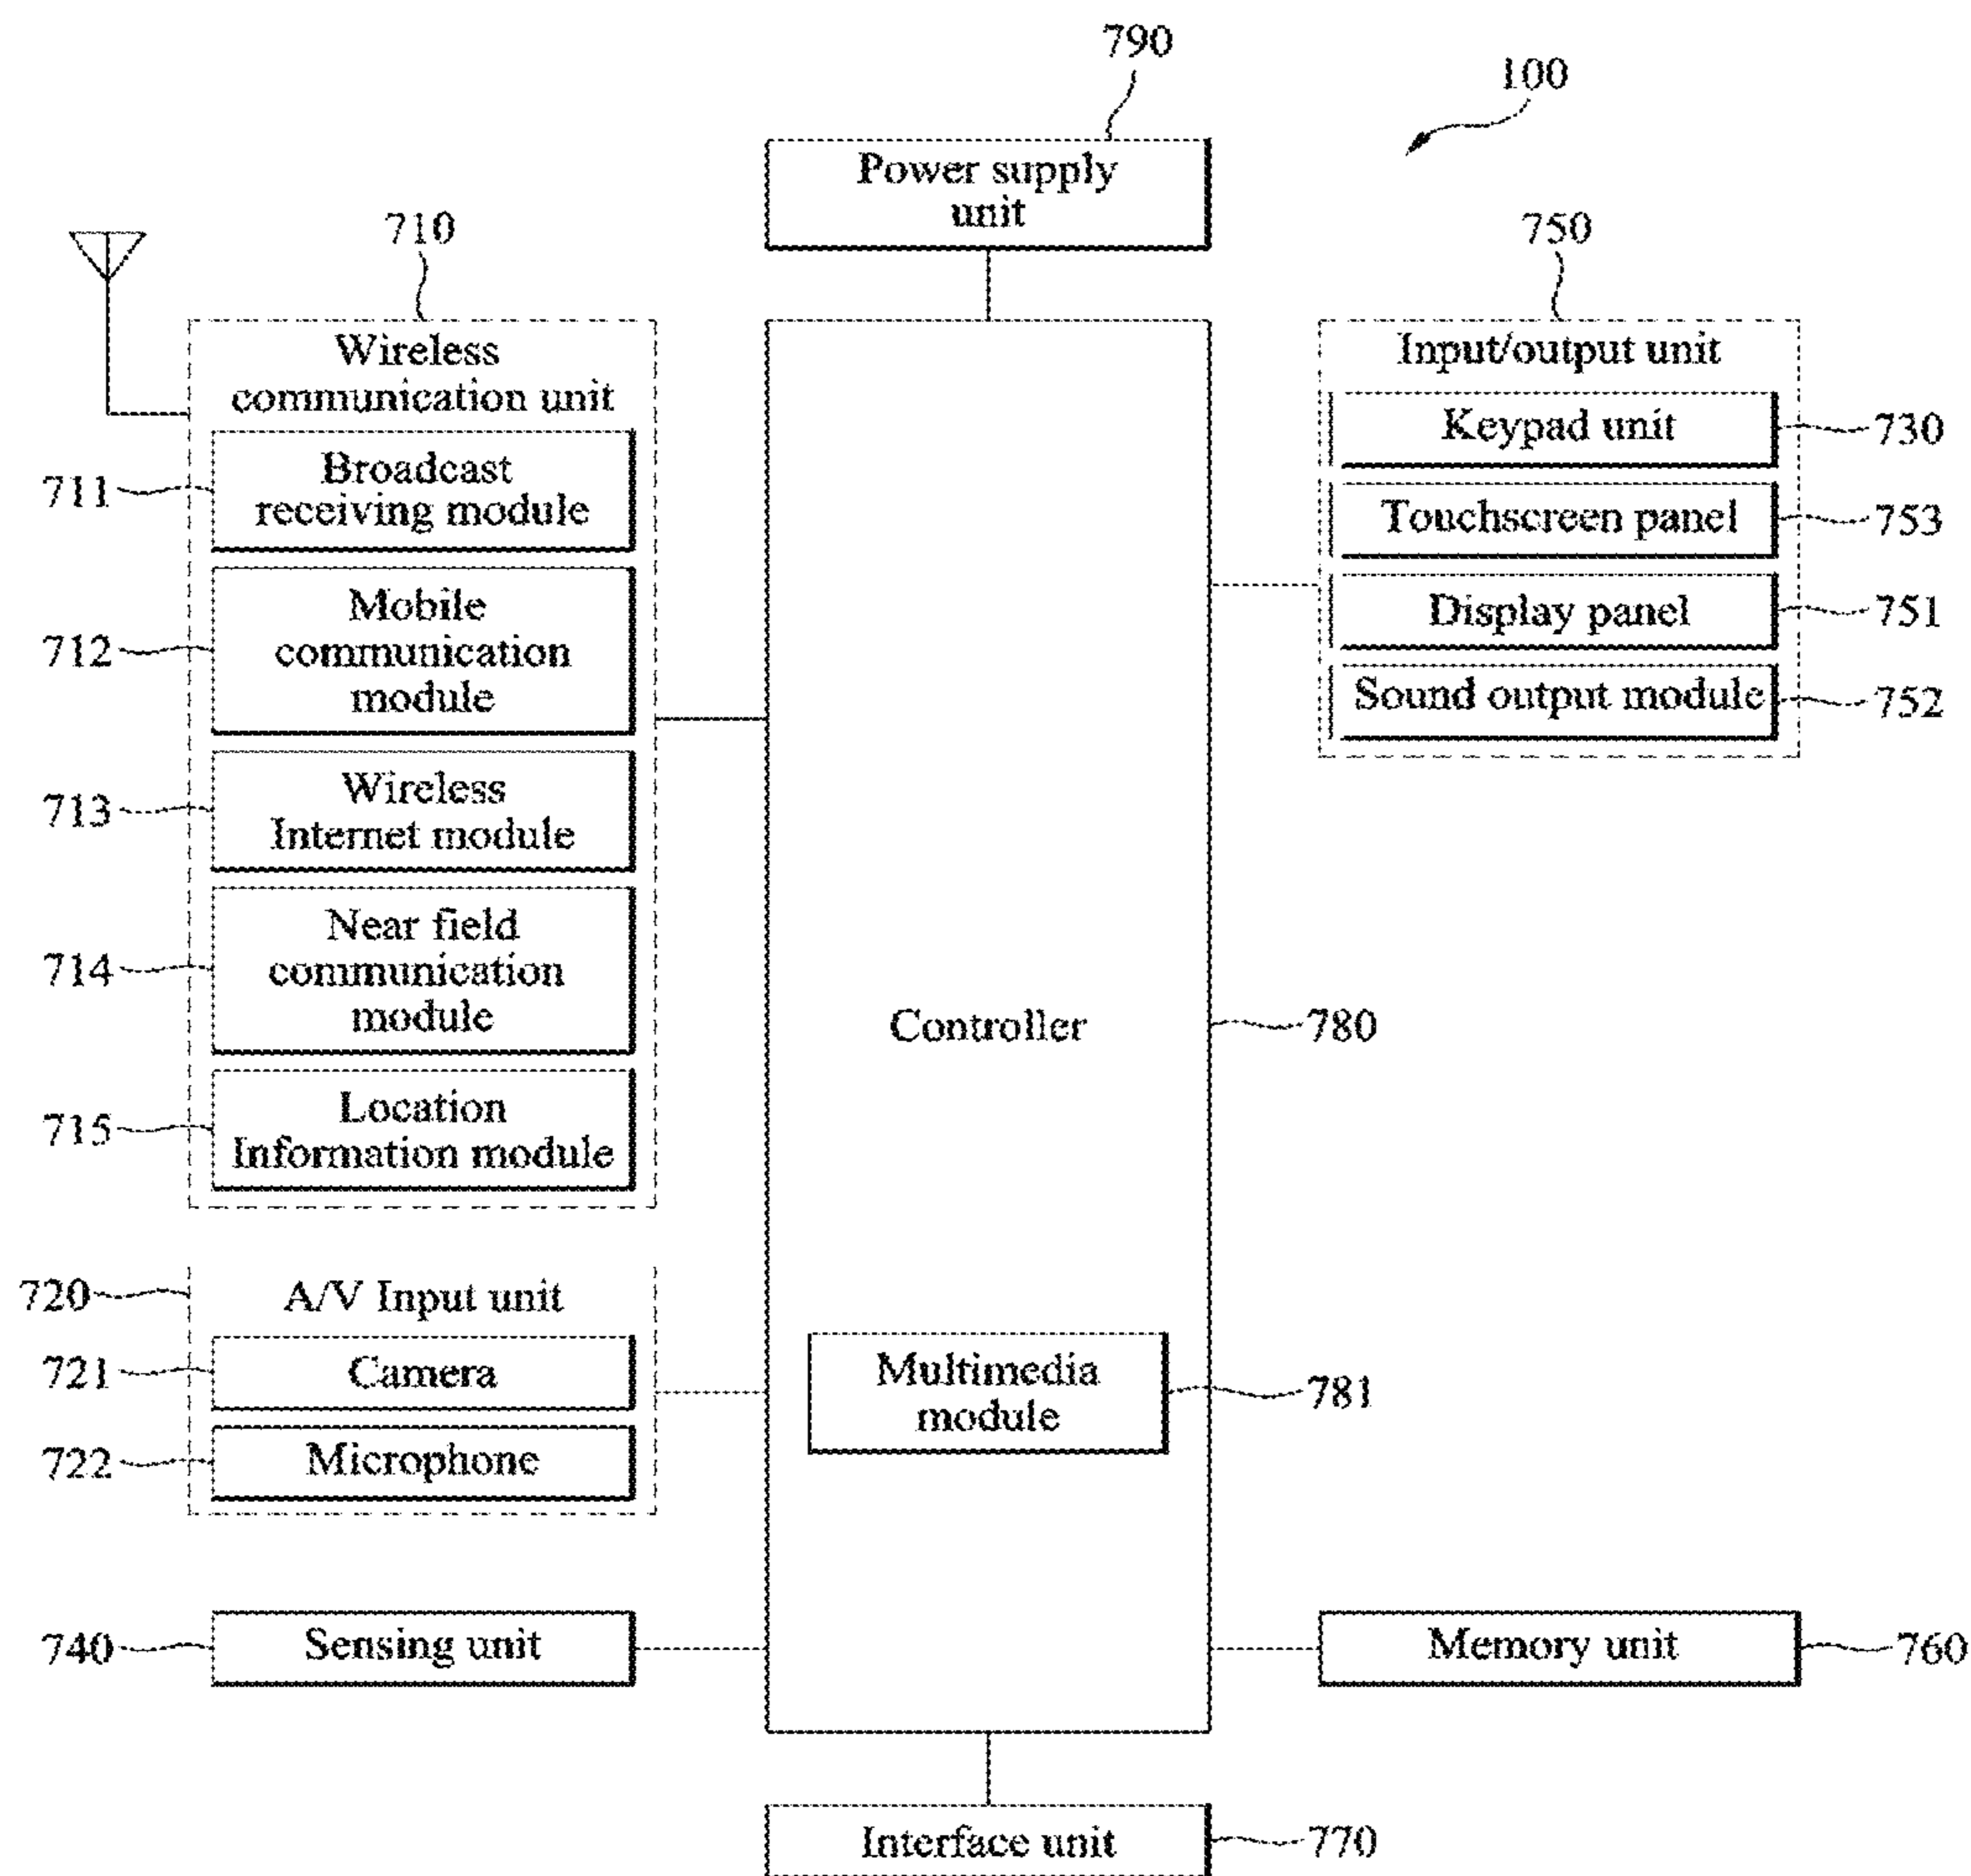 790
100
Power supply
unit
710
750
Wireless
communication unit
Input/output unit
711
Broadcast
receiving module
Keypad unit
730
Touchscreen panel
753
712
Mobile
communication
module
Display panel
751
Sound output module
752
713
Wireless
Internet module
714
Near field
communication
module
Controller
780
715
Location
Information module
720
A/V Input unit
721
Camera
Multimedia
module
781
722
Microphone
740
Sensing unit
Memory unit
760
Interface unit
770